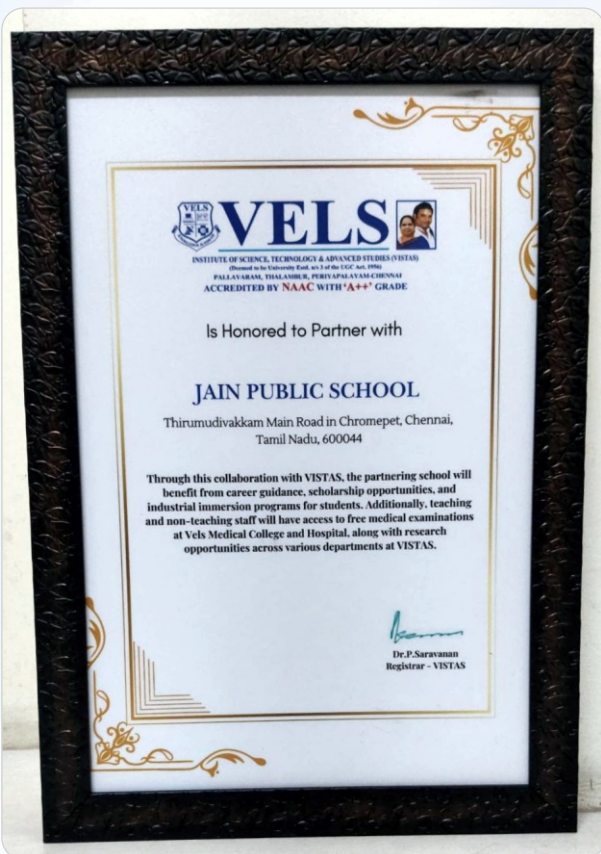 VELS
VELS
INSTITUTE OF SCIENCE, TECHNOLOGY & ADVANCED STUDIES (VISTAS)
(Deemed to be University Estd. u/s 3 of the UGC Act, 1956)
PALLAVARAM, THALAMBUR, PERIYAPALAYAM-CHENNAI
ACCREDITED BY NAAC WITH 'A++' GRADE
Is Honored to Partner with
JAIN PUBLIC SCHOOL
Thirumudivakkam Main Road in Chromepet, Chennai,
Tamil Nadu, 600044
Through this collaboration with VISTAS, the partnering school will
benefit from career guidance, scholarship opportunities, and
industrial immersion programs for students. Additionally, teaching
and non-teaching staff will have access to free medical examinations
at Vels Medical College and Hospital, along with research
opportunities across various departments at VISTAS.
Dr.P.Saravanan
Registrar - VISTAS